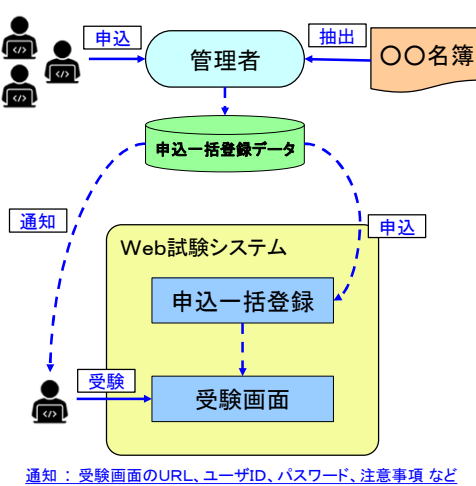 申込
抽出
管理者
〇〇名簿
申込一括登録データ
通知
申込
Web試験システム
申込一括登録
受験
受験画面
通知 : 受験画面のURL、ユーザID、パスワード、注意事項 など